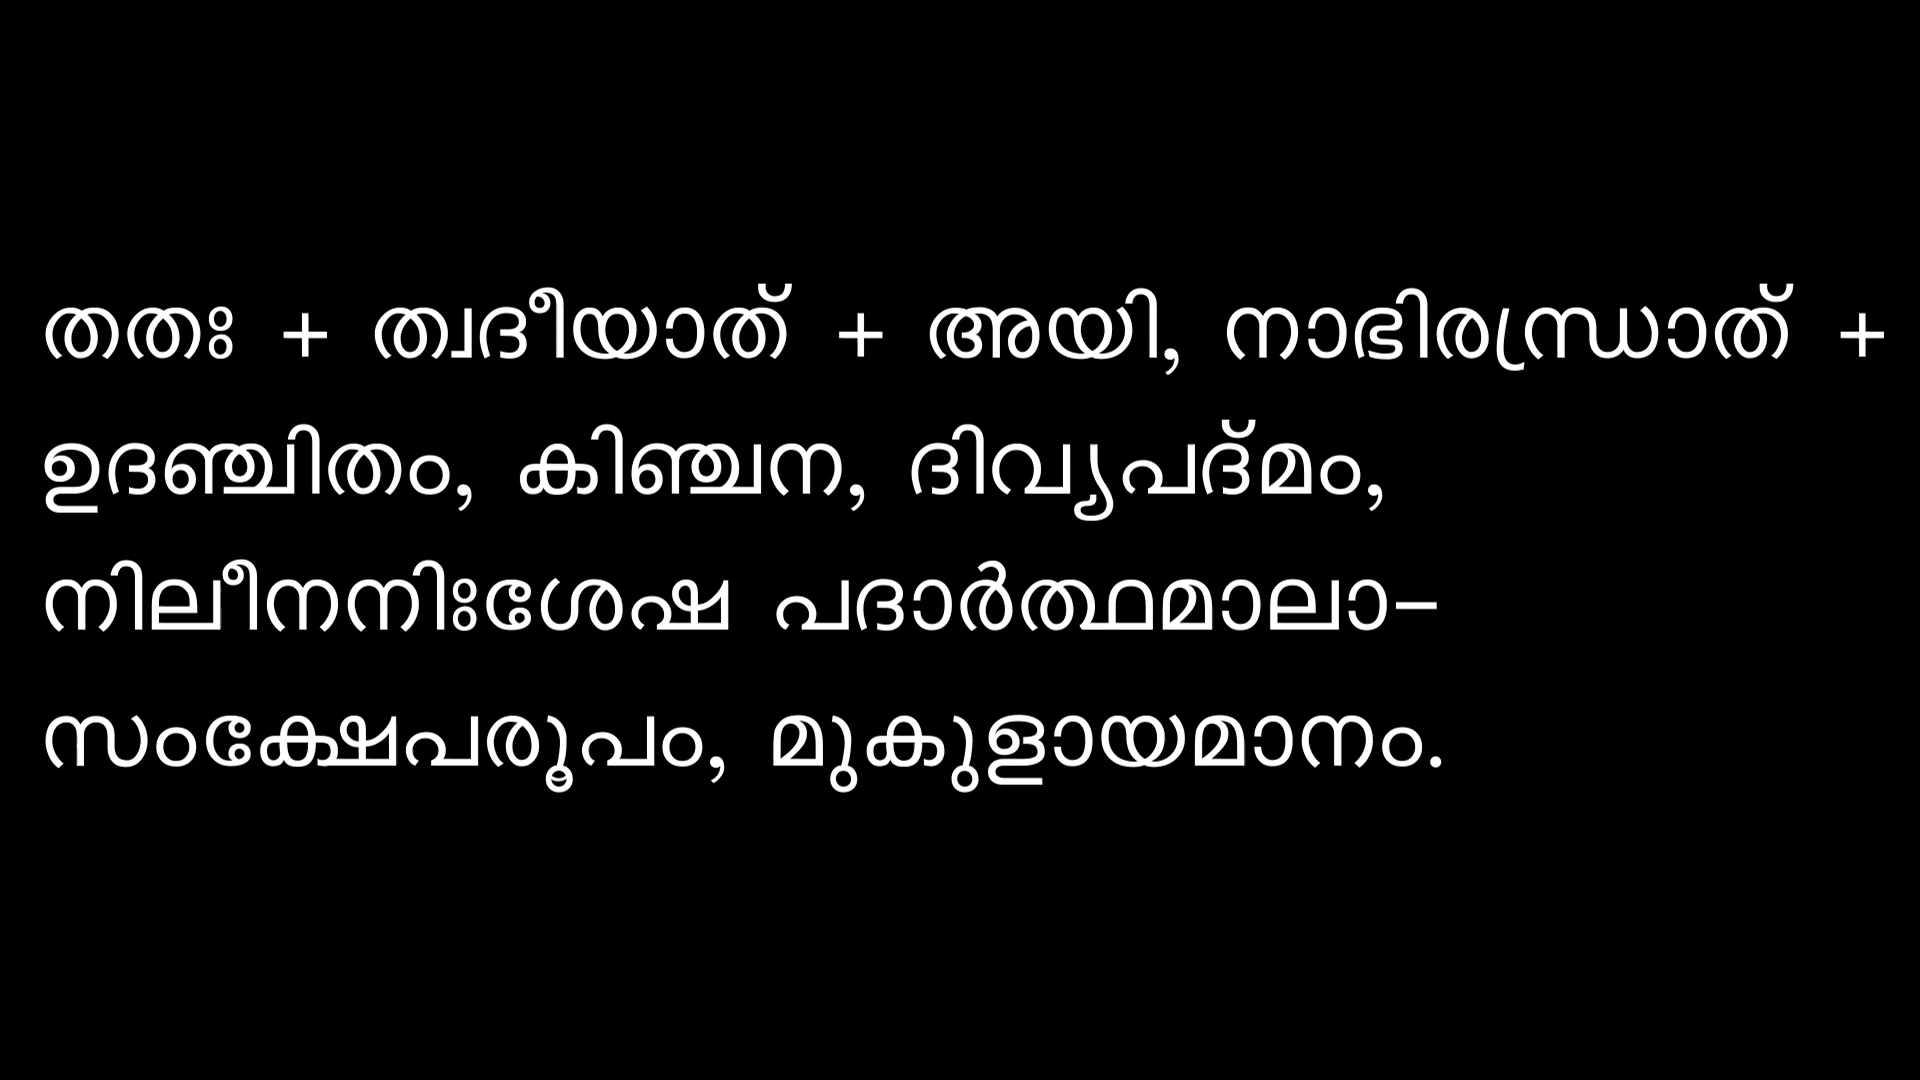 തതഃ + ത്വദീയാത് + അയി, നാഭിരന്ധ്രാത് +
ഉദഞ്ചിതം, കിഞ്ചന, ദിവ്യപദ്മം,
നിലീനനിഃശേഷ പദാർത്ഥമാലാ–
സംക്ഷേപരൂപം, മുകുളായമാനം.